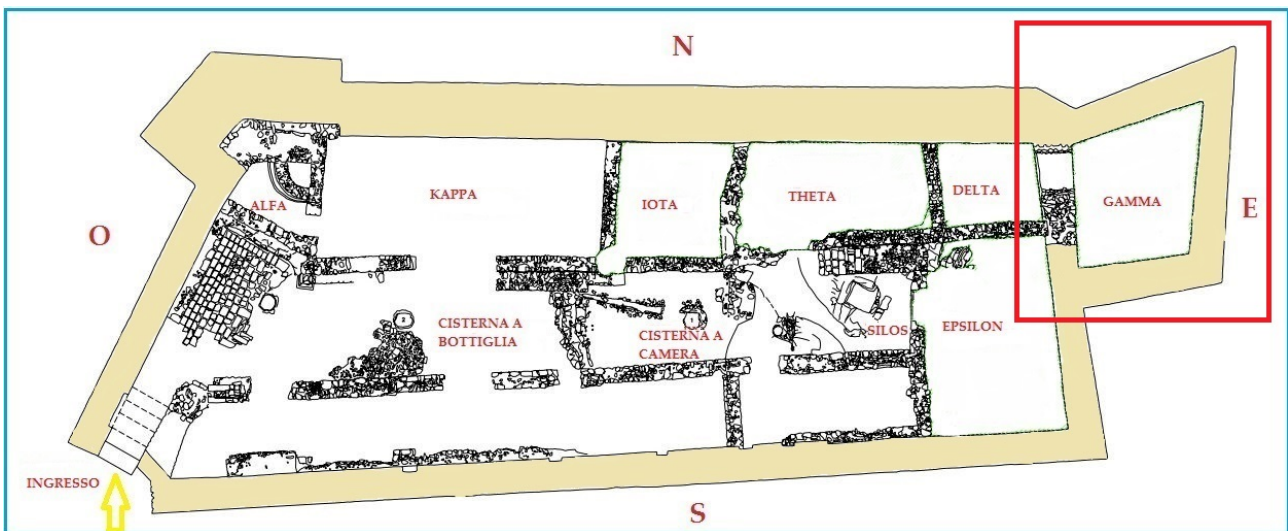 N
KAPPA
ALFA
IOTA
THETA
DELTA
GAMMA
E
O
CISTERNA A
BOTTIGLIA
CISTERNA A
CAMERA
SILOS
EPSILON
INGRESSO
S